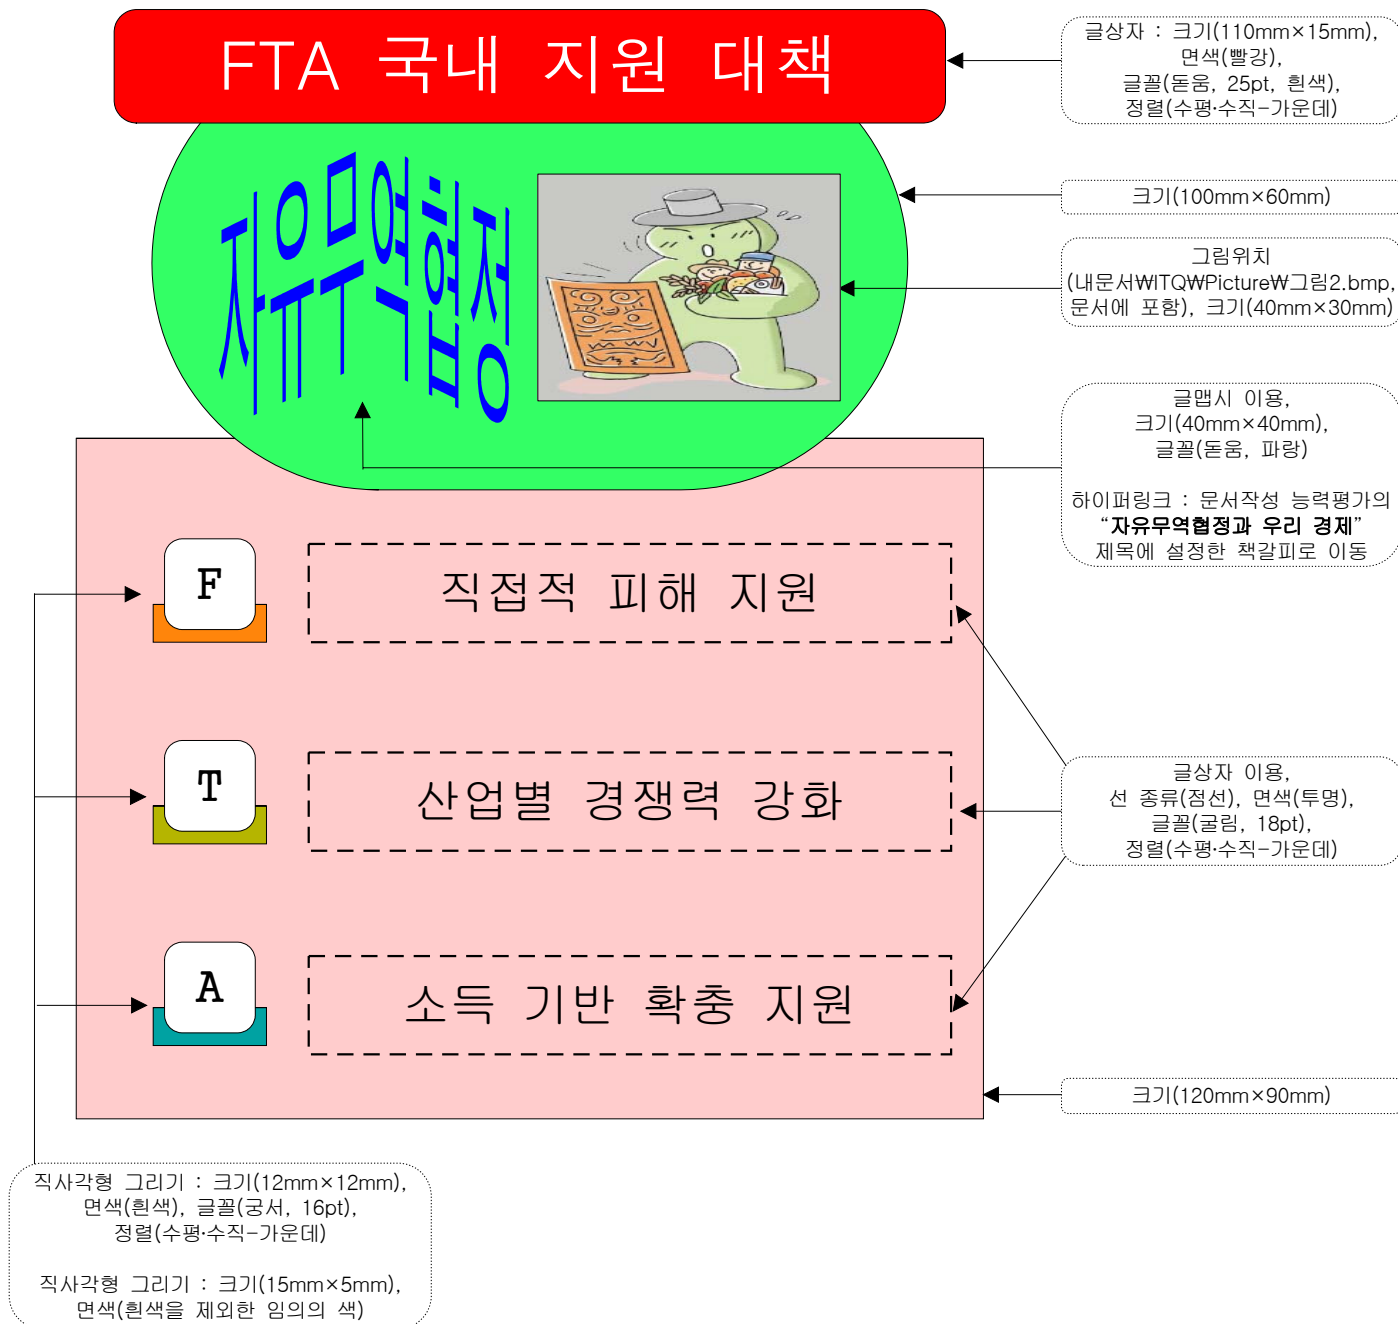 FTA 국내 지원 대책
글상자 : 크기(110mm×15mm),
면색(빨강),
글꼴(돋움, 25pt, 흰색),
정렬(수평·수직-가운데)
자유무역협정
크기(100mm×60mm)
그림위치
(내문서₩ITQ₩Picture₩그림2.bmp,
문서에 포함), 크기(40mm×30mm)
글맵시 이용,
크기(40mm×40mm),
글꼴(돋움, 파랑)
하이퍼링크 : 문서작성 능력평가의
“자유무역협정과 우리 경제”
제목에 설정한 책갈피로 이동
F
직접적 피해 지원
T
산업별 경쟁력 강화
글상자 이용,
선 종류(점선), 면색(투명),
글꼴(굴림, 18pt),
정렬(수평·수직-가운데)
A
소득 기반 확충 지원
크기(120mm×90mm)
직사각형 그리기 : 크기(12mm×12mm),
면색(흰색), 글꼴(궁서, 16pt),
정렬(수평·수직-가운데)
직사각형 그리기 : 크기(15mm×5mm),
면색(흰색을 제외한 임의의 색)